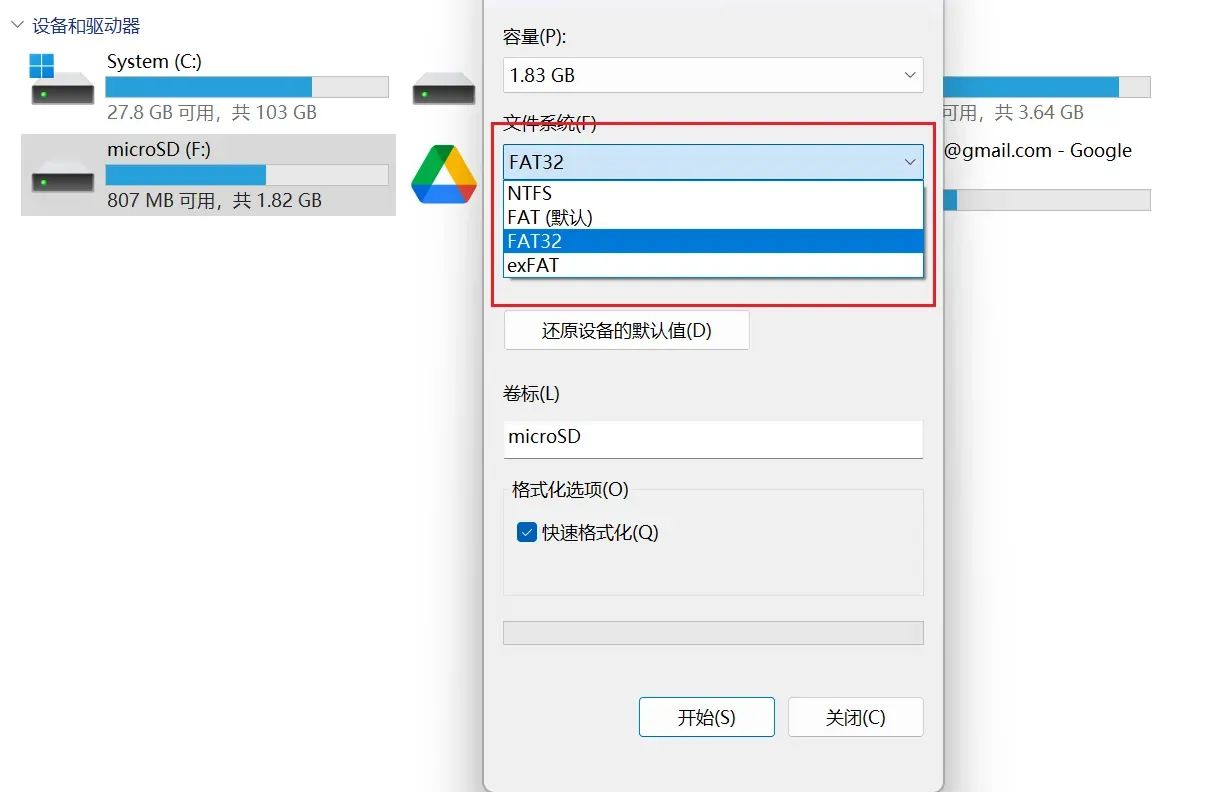 设备和驱动器
System (C:)
27.8 GB 可用，共 103 GB
microSD (F:)
807 MB 可用，共 1.82 GB
可用，共 3.64 GB
@gmail.com - Google
容量(P):
1.83 GB
文件系统(F)
FAT32
NTFS
FAT (默认)
FAT32
exFAT
还原设备的默认值(D)
卷标(L)
microSD
格式化选项(O)
快速格式化(Q)
开始(S)
关闭(C)